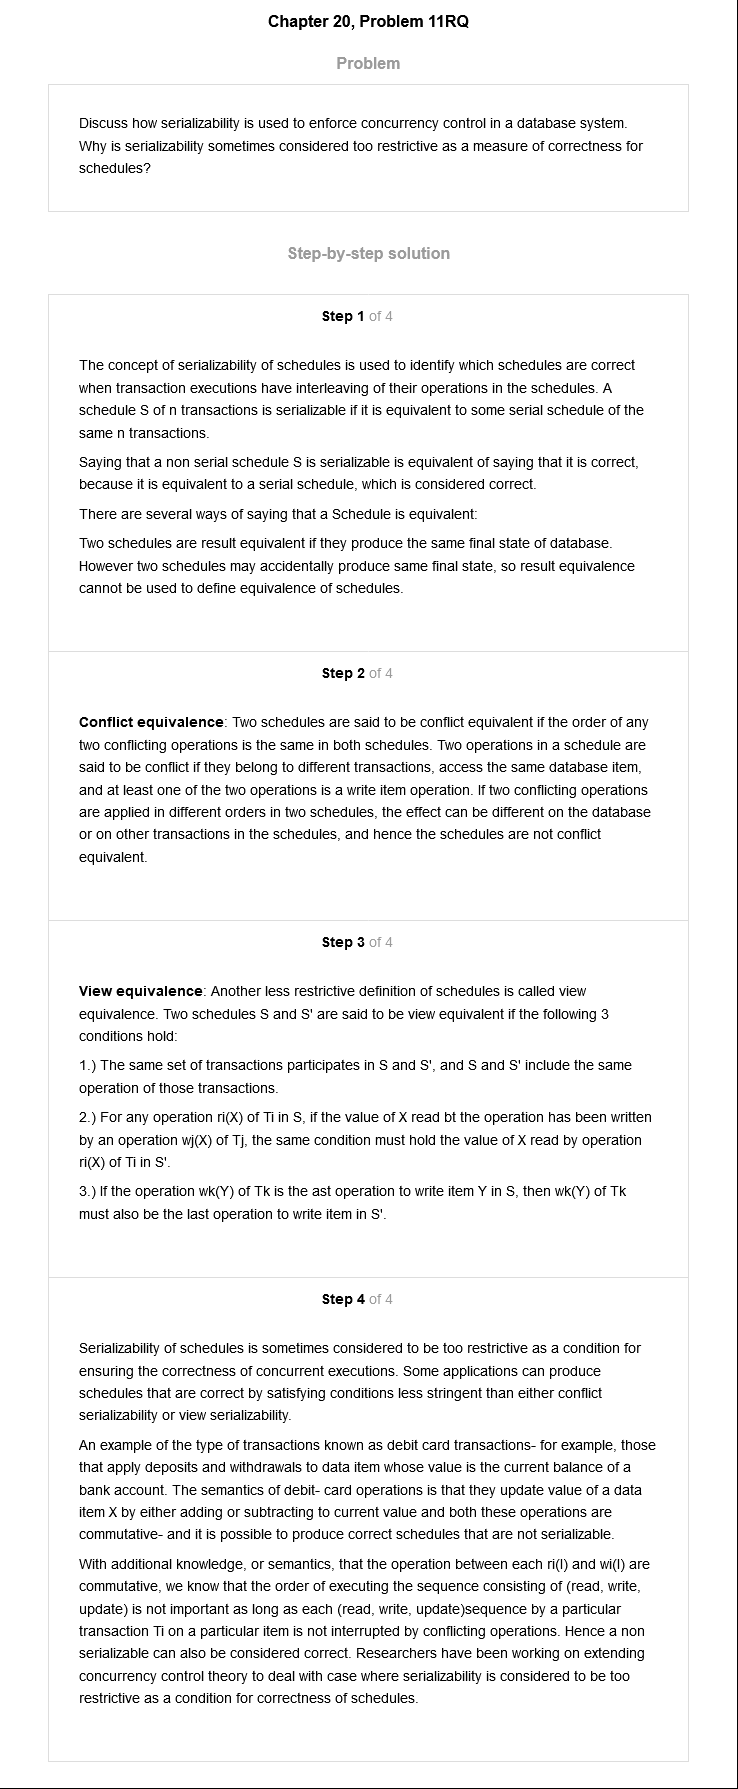 Chapter 20, Problem 11RQ
Problem
Discuss how serializability is used to enforce concurrency control in a database system.
Why is serializability sometimes considered too restrictive as a measure of correctness for
schedules?
Step-by-step solution
Step 1 of 4
The concept of serializability of schedules is used to identify which schedules are correct
when transaction executions have interleaving of their operations in the schedules. A
schedule S of n transactions is serializable if it is equivalent to some serial schedule of the
same n transactions.
Saying that a non serial schedule S is serializable is equivalent of saying that it is correct,
because it is equivalent to a serial schedule, which is considered correct.
There are several ways of saying that a Schedule is equivalent:
Two schedules are result equivalent if they produce the same final state of database.
However two schedules may accidentally produce same final state, so result equivalence
cannot be used to define equivalence of schedules.
Step 2 of 4
Conflict equivalence: Two schedules are said to be conflict equivalent if the order of any
two conflicting operations is the same in both schedules. Two operations in a schedule are
said to be conflict if they belong to different transactions, access the same database item,
and at least one of the two operations is a write item operation. If two conflicting operations
are applied in different orders in two schedules, the effect can be different on the database
or on other transactions in the schedules, and hence the schedules are not conflict
equivalent.
Step 3 of 4
View equivalence: Another less restrictive definition of schedules is called view
equivalence. Two schedules S and S' are said to be view equivalent if the following 3
conditions hold:
1.) The same set of transactions participates in S and S', and S and S' include the same
operation of those transactions.
2.) For any operation ri(X) of Ti in S, if the value of X read bt the operation has been written
by an operation wj(X) of Tj, the same condition must hold the value of X read by operation
ri(X) of Ti in S'.
3.) If the operation wk(Y) of Tk is the ast operation to write item Y in S, then wk(Y) of Tk
must also be the last operation to write item in S'.
Step 4 of 4
Serializability of schedules is sometimes considered to be too restrictive as a condition for
ensuring the correctness of concurrent executions. Some applications can produce
schedules that are correct by satisfying conditions less stringent than either conflict
serializability or view serializability.
An example of the type of transactions known as debit card transactions- for example, those
that apply deposits and withdrawals to data item whose value is the current balance of a
bank account. The semantics of debit- card operations is that they update value of a data
item X by either adding or subtracting to current value and both these operations are
commutative- and it is possible to produce correct schedules that are not serializable.
With additional knowledge, or semantics, that the operation between each ri(I) and wi(I) are
commutative, we know that the order of executing the sequence consisting of (read, write,
update) is not important as long as each (read, write, update)sequence by a particular
transaction Ti on a particular item is not interrupted by conflicting operations. Hence a non
serializable can also be considered correct. Researchers have been working on extending
concurrency control theory to deal with case where serializability is considered to be too
restrictive as a condition for correctness of schedules.